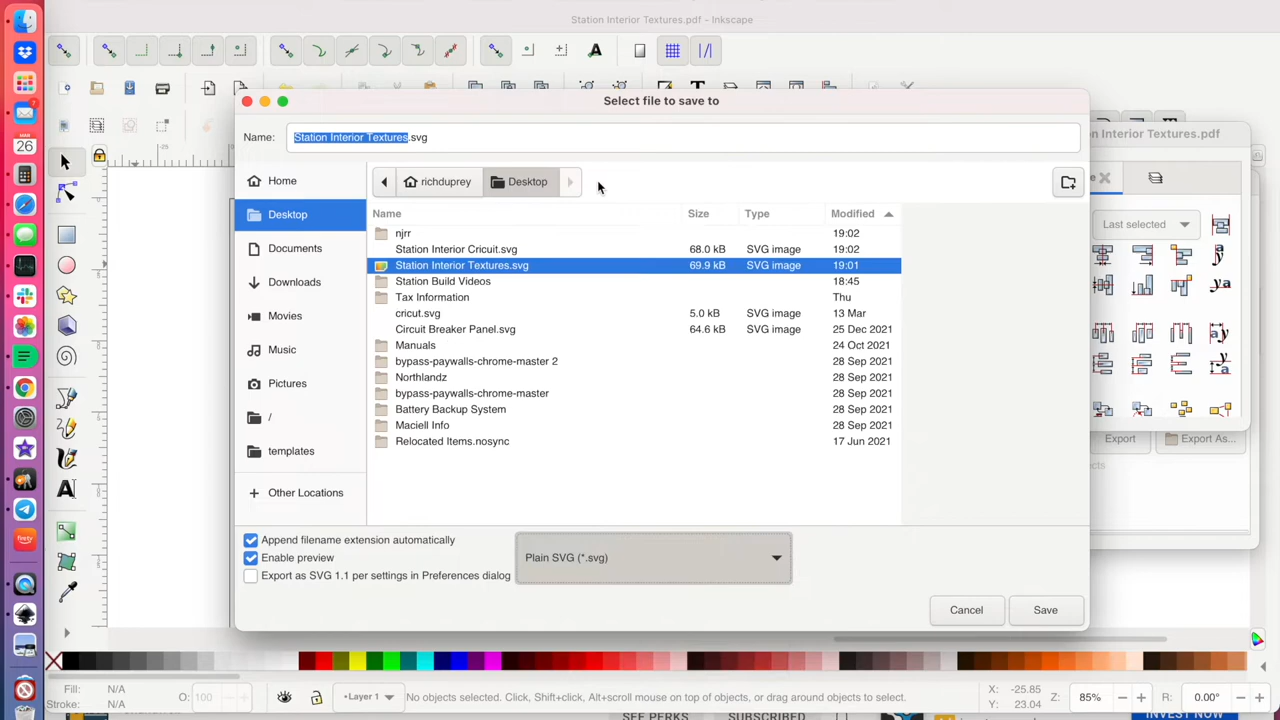 Station Interior Textures.pdf - Inkscape
Select file to save to
Name: Station Interior Textures.svg
richduprey Desktop
Interior Textures.pdf
Home
Desktop
Documents
Downloads
Movies
Music
Pictures
/
templates
Other Locations
Name Size Type Modified
njrr 19:02
Station Interior Cricuit.svg 68.0 kB SVG image 19:02
Station Interior Textures.svg 69.9 kB SVG image 19:01
Station Build Videos 18:45
Tax Information Thu
cricut.svg 5.0 kB SVG image 13 Mar
Circuit Breaker Panel.svg 64.6 kB SVG image 25 Dec 2021
Manuals 24 Oct 2021
bypass-paywalls-chrome-master 2 28 Sep 2021
Northlandz 28 Sep 2021
bypass-paywalls-chrome-master 28 Sep 2021
Battery Backup System 28 Sep 2021
Maciell Info 28 Sep 2021
Relocated Items.nosync 17 Jun 2021
Last selected
Export Export As...
Append filename extension automatically
Enable preview
Export as SVG 1.1 per settings in Preferences dialog
Plain SVG (*.svg)
Cancel Save
MAR
26
Fill: N/A
Stroke: N/A
O: 100
Layer 1
No objects selected. Click, Shift+click, Alt+scroll mouse on top of objects, or drag around objects to select.
X: -25.85
Y: 23.04
Z: 85%
R: 0.00°
SEE PERKS SUBSCRIBED INVEST NOW